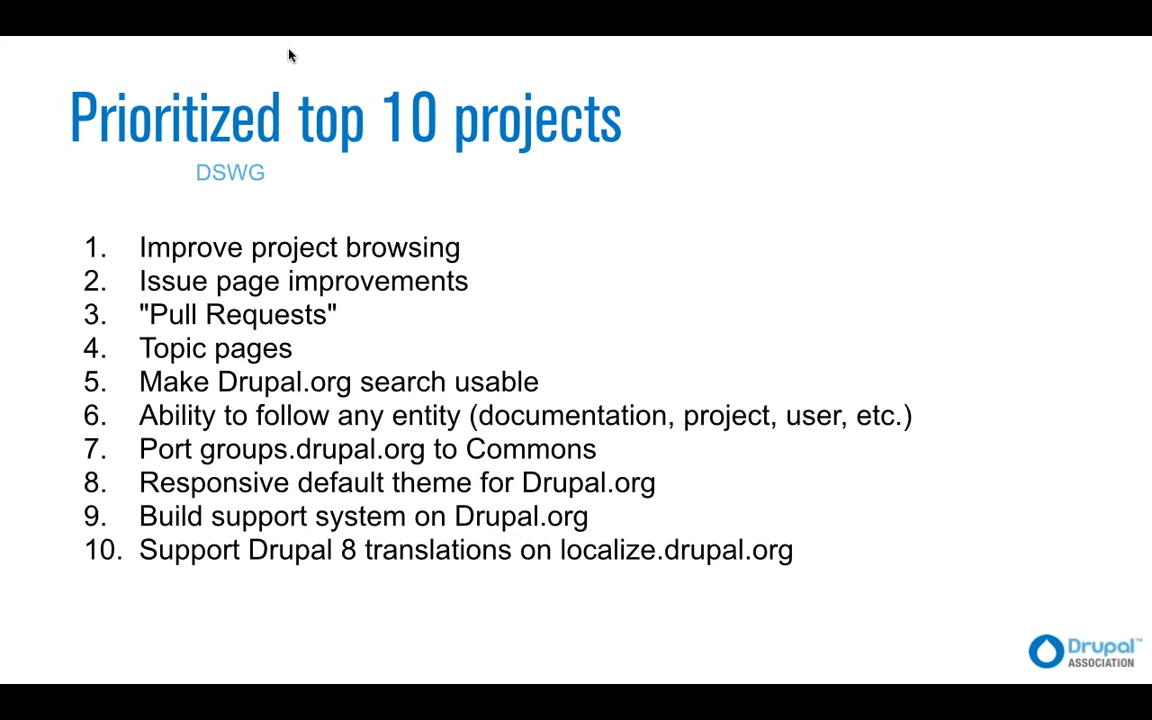 Prioritized top 10 projects
DSWG
1. Improve project browsing
2. Issue page improvements
3. "Pull Requests"
4. Topic pages
5. Make Drupal.org search usable
6. Ability to follow any entity (documentation, project, user, etc.)
7. Port groups.drupal.org to Commons
8. Responsive default theme for Drupal.org
9. Build support system on Drupal.org
10. Support Drupal 8 translations on localize.drupal.org
Drupal™
ASSOCIATION